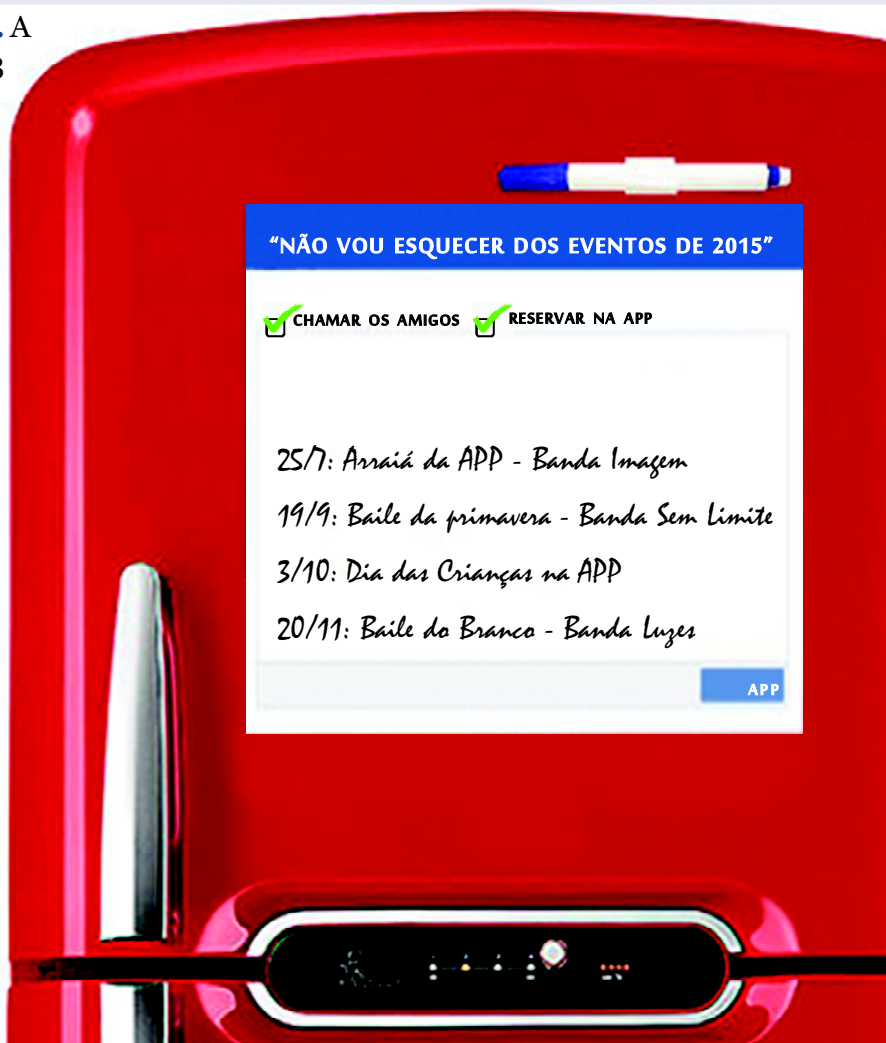 . A
“NÃO VOU ESQUECER DOS EVENTOS DE 2015”
CHAMAR OS AMIGOS RESERVAR NA APP
25/7: Arraiá da APP - Banda Imagem
19/9: Baile da primavera - Banda Sem Limite
3/10: Dia das Crianças na APP
20/11: Baile do Branco - Banda Luzes
APP